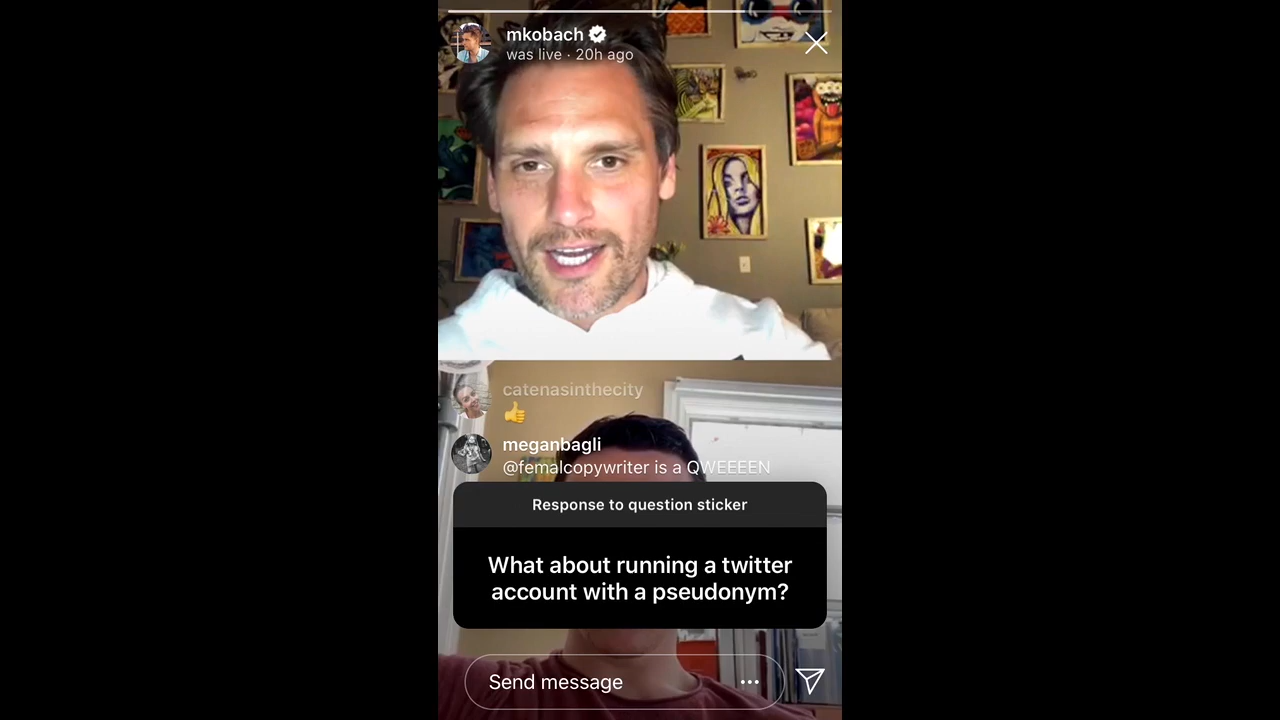 mkobach
was live · 20h ago
catenasinthecity
👍
meganbagli
@femalcopywriter is a QWEEEEN
Response to question sticker
What about running a twitter
account with a pseudonym?
Send message